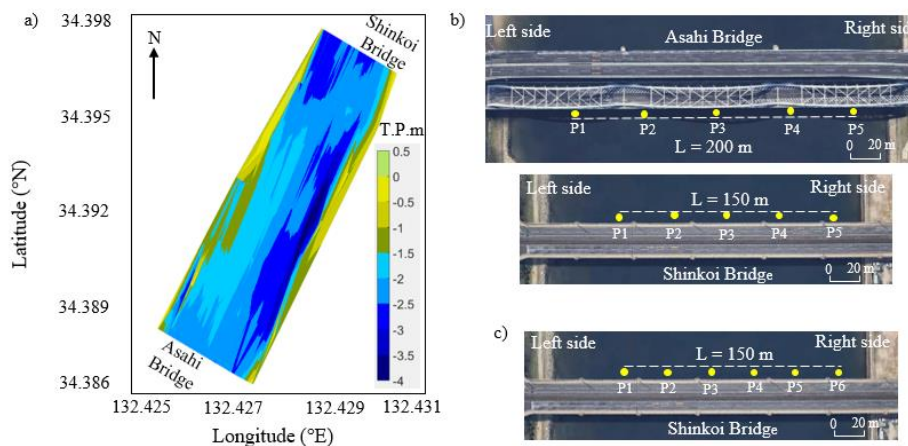 a)
34.398
34.395
34.392
34.389
34.386
Latitude (°N)
N
Shinkoi
Bridge
Asahi
Bridge
T.P.m
0.5
0
-0.5
-1
-1.5
-2
-2.5
-3
-3.5
-4
132.425
132.427
132.429
132.431
Longitude (°E)
b)
Left side
Asahi Bridge
Right side
P1 P2 P3 P4 P5
L = 200 m
0 20 m
Left side
Right side
L = 150 m
P1 P2 P3 P4 P5
Shinkoi Bridge
0 20 m
c)
Left side
Right side
L = 150 m
P1 P2 P3 P4 P5 P6
Shinkoi Bridge
0 20 m